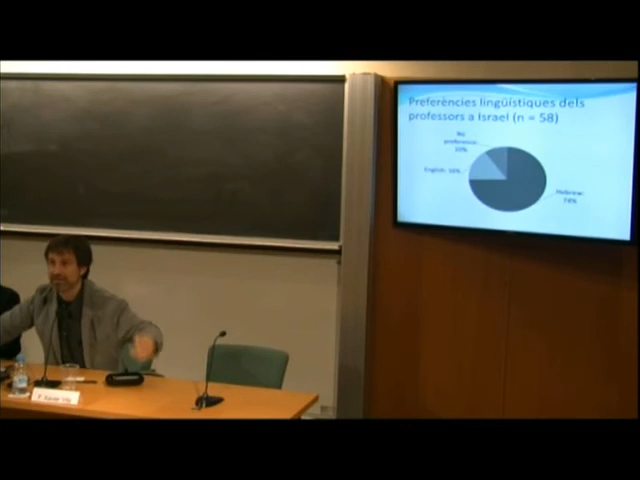 Preferències lingüístiques dels
professors a Israel (n = 58)
No
preference:
10%
English: 16%
Hebrew:
74%